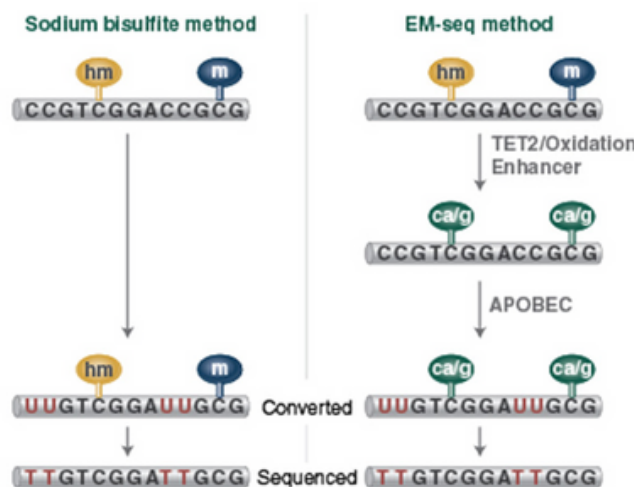 Sodium bisulfite method
hm
m
CCGTCGGACCGCG
hm
m
UUGTCGGAUUGCG
TTGTCGGATTGCG
Converted
Sequenced
EM-seq method
hm
m
CCGTCGGACCGCG
TET2/Oxidation
Enhancer
ca/g
ca/g
CCGTCGGACCGCG
APOBEC
ca/g
ca/g
UUGTCGGAUUGCG
TTGTCGGATTGCG